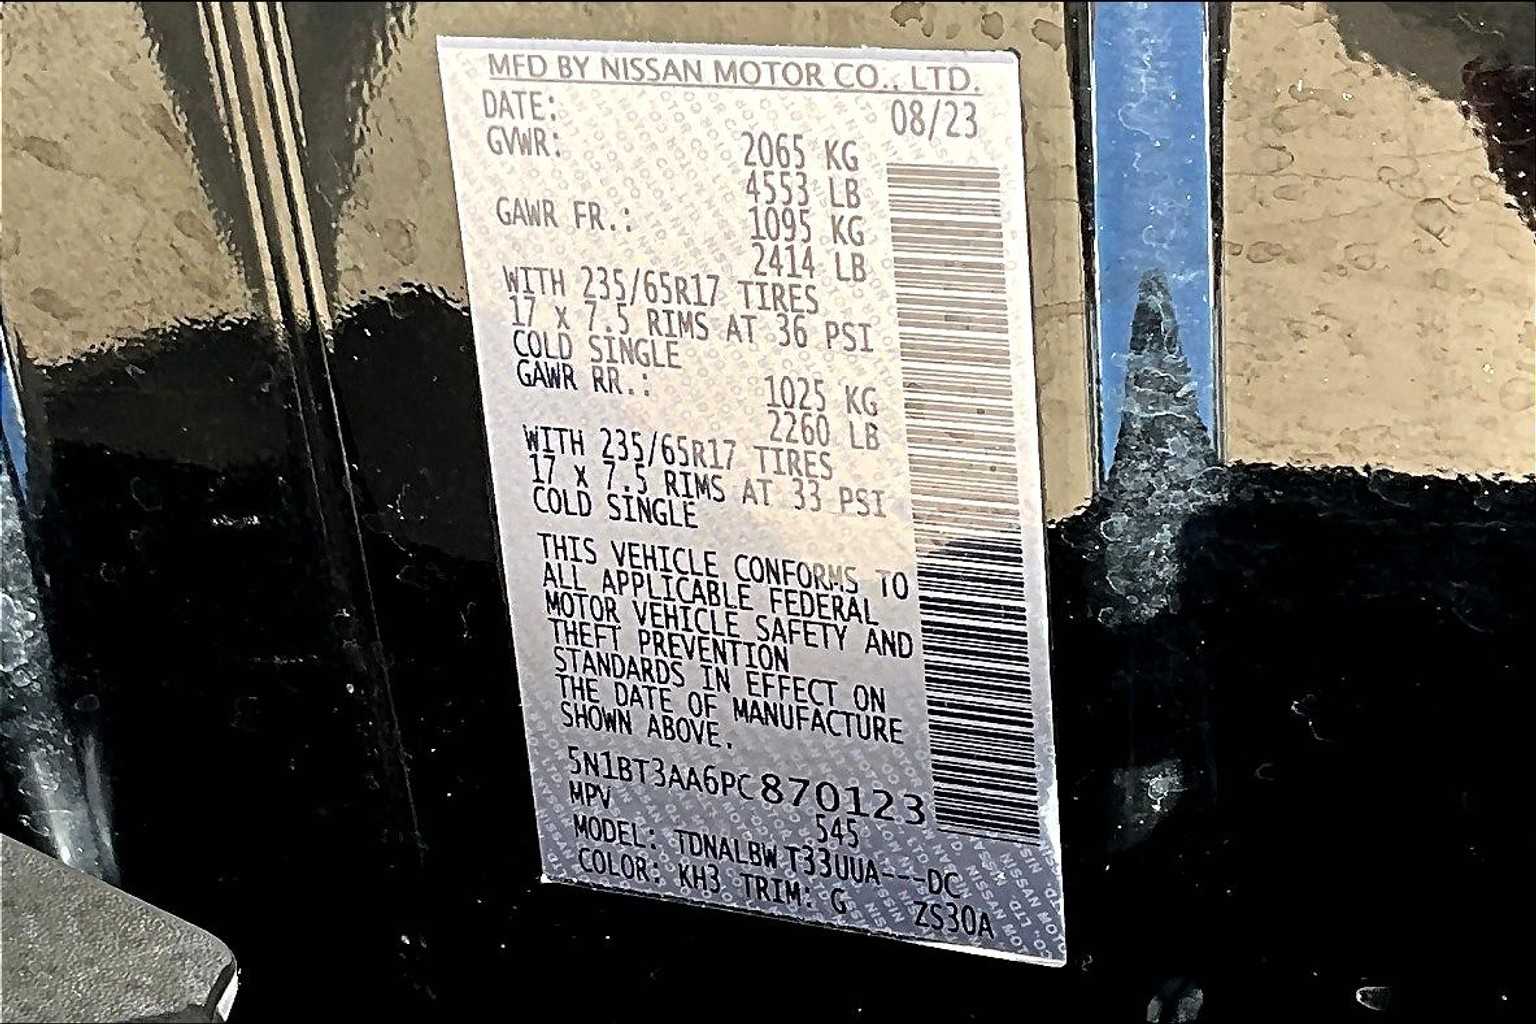 MFD BY NISSAN MOTOR CO., LTD.
DATE: 08/23
GVWR: 2065 KG
4553 LB
GAWR FR.: 1095 KG
2414 LB
WITH 235/65R17 TIRES
17 X 7.5 RIMS AT 36 PSI
COLD SINGLE
GAWR RR.: 1025 KG
2260 LB
WITH 235/65R17 TIRES
17 X 7.5 RIMS AT 33 PSI
COLD SINGLE
THIS VEHICLE CONFORMS TO
ALL APPLICABLE FEDERAL
MOTOR VEHICLE SAFETY AND
THEFT PREVENTION
STANDARDS IN EFFECT ON
THE DATE OF MANUFACTURE
SHOWN ABOVE.
5N1BT3AA6PC870123
MPV 545
MODEL: TDNALBW T33UUA---DC
COLOR: KH3 TRIM: G ZS30A